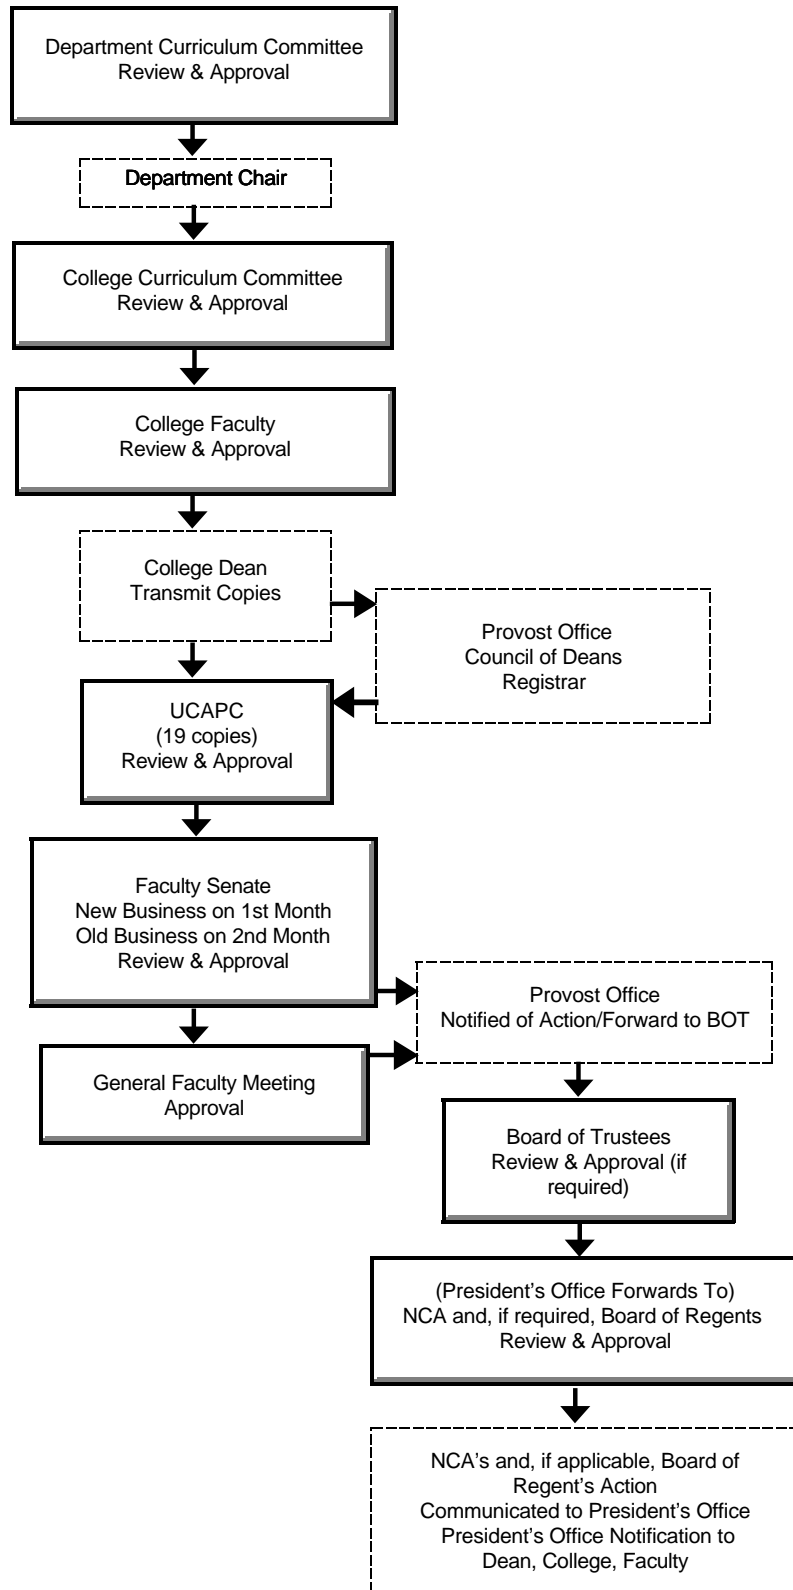 Department Curriculum Committee
Review & Approval
Department Chair
College Curriculum Committee
Review & Approval
College Faculty
Review & Approval
College Dean
Transmit Copies
Provost Office
Council of Deans
Registrar
UCAPC
(19 copies)
Review & Approval
Faculty Senate
New Business on 1st Month
Old Business on 2nd Month
Review & Approval
Provost Office
Notified of Action/Forward to BOT
General Faculty Meeting
Approval
Board of Trustees
Review & Approval (if
required)
(President's Office Forwards To)
NCA and, if required, Board of Regents
Review & Approval
NCA's and, if applicable, Board of
Regent's Action
Communicated to President's Office
President's Office Notification to
Dean, College, Faculty